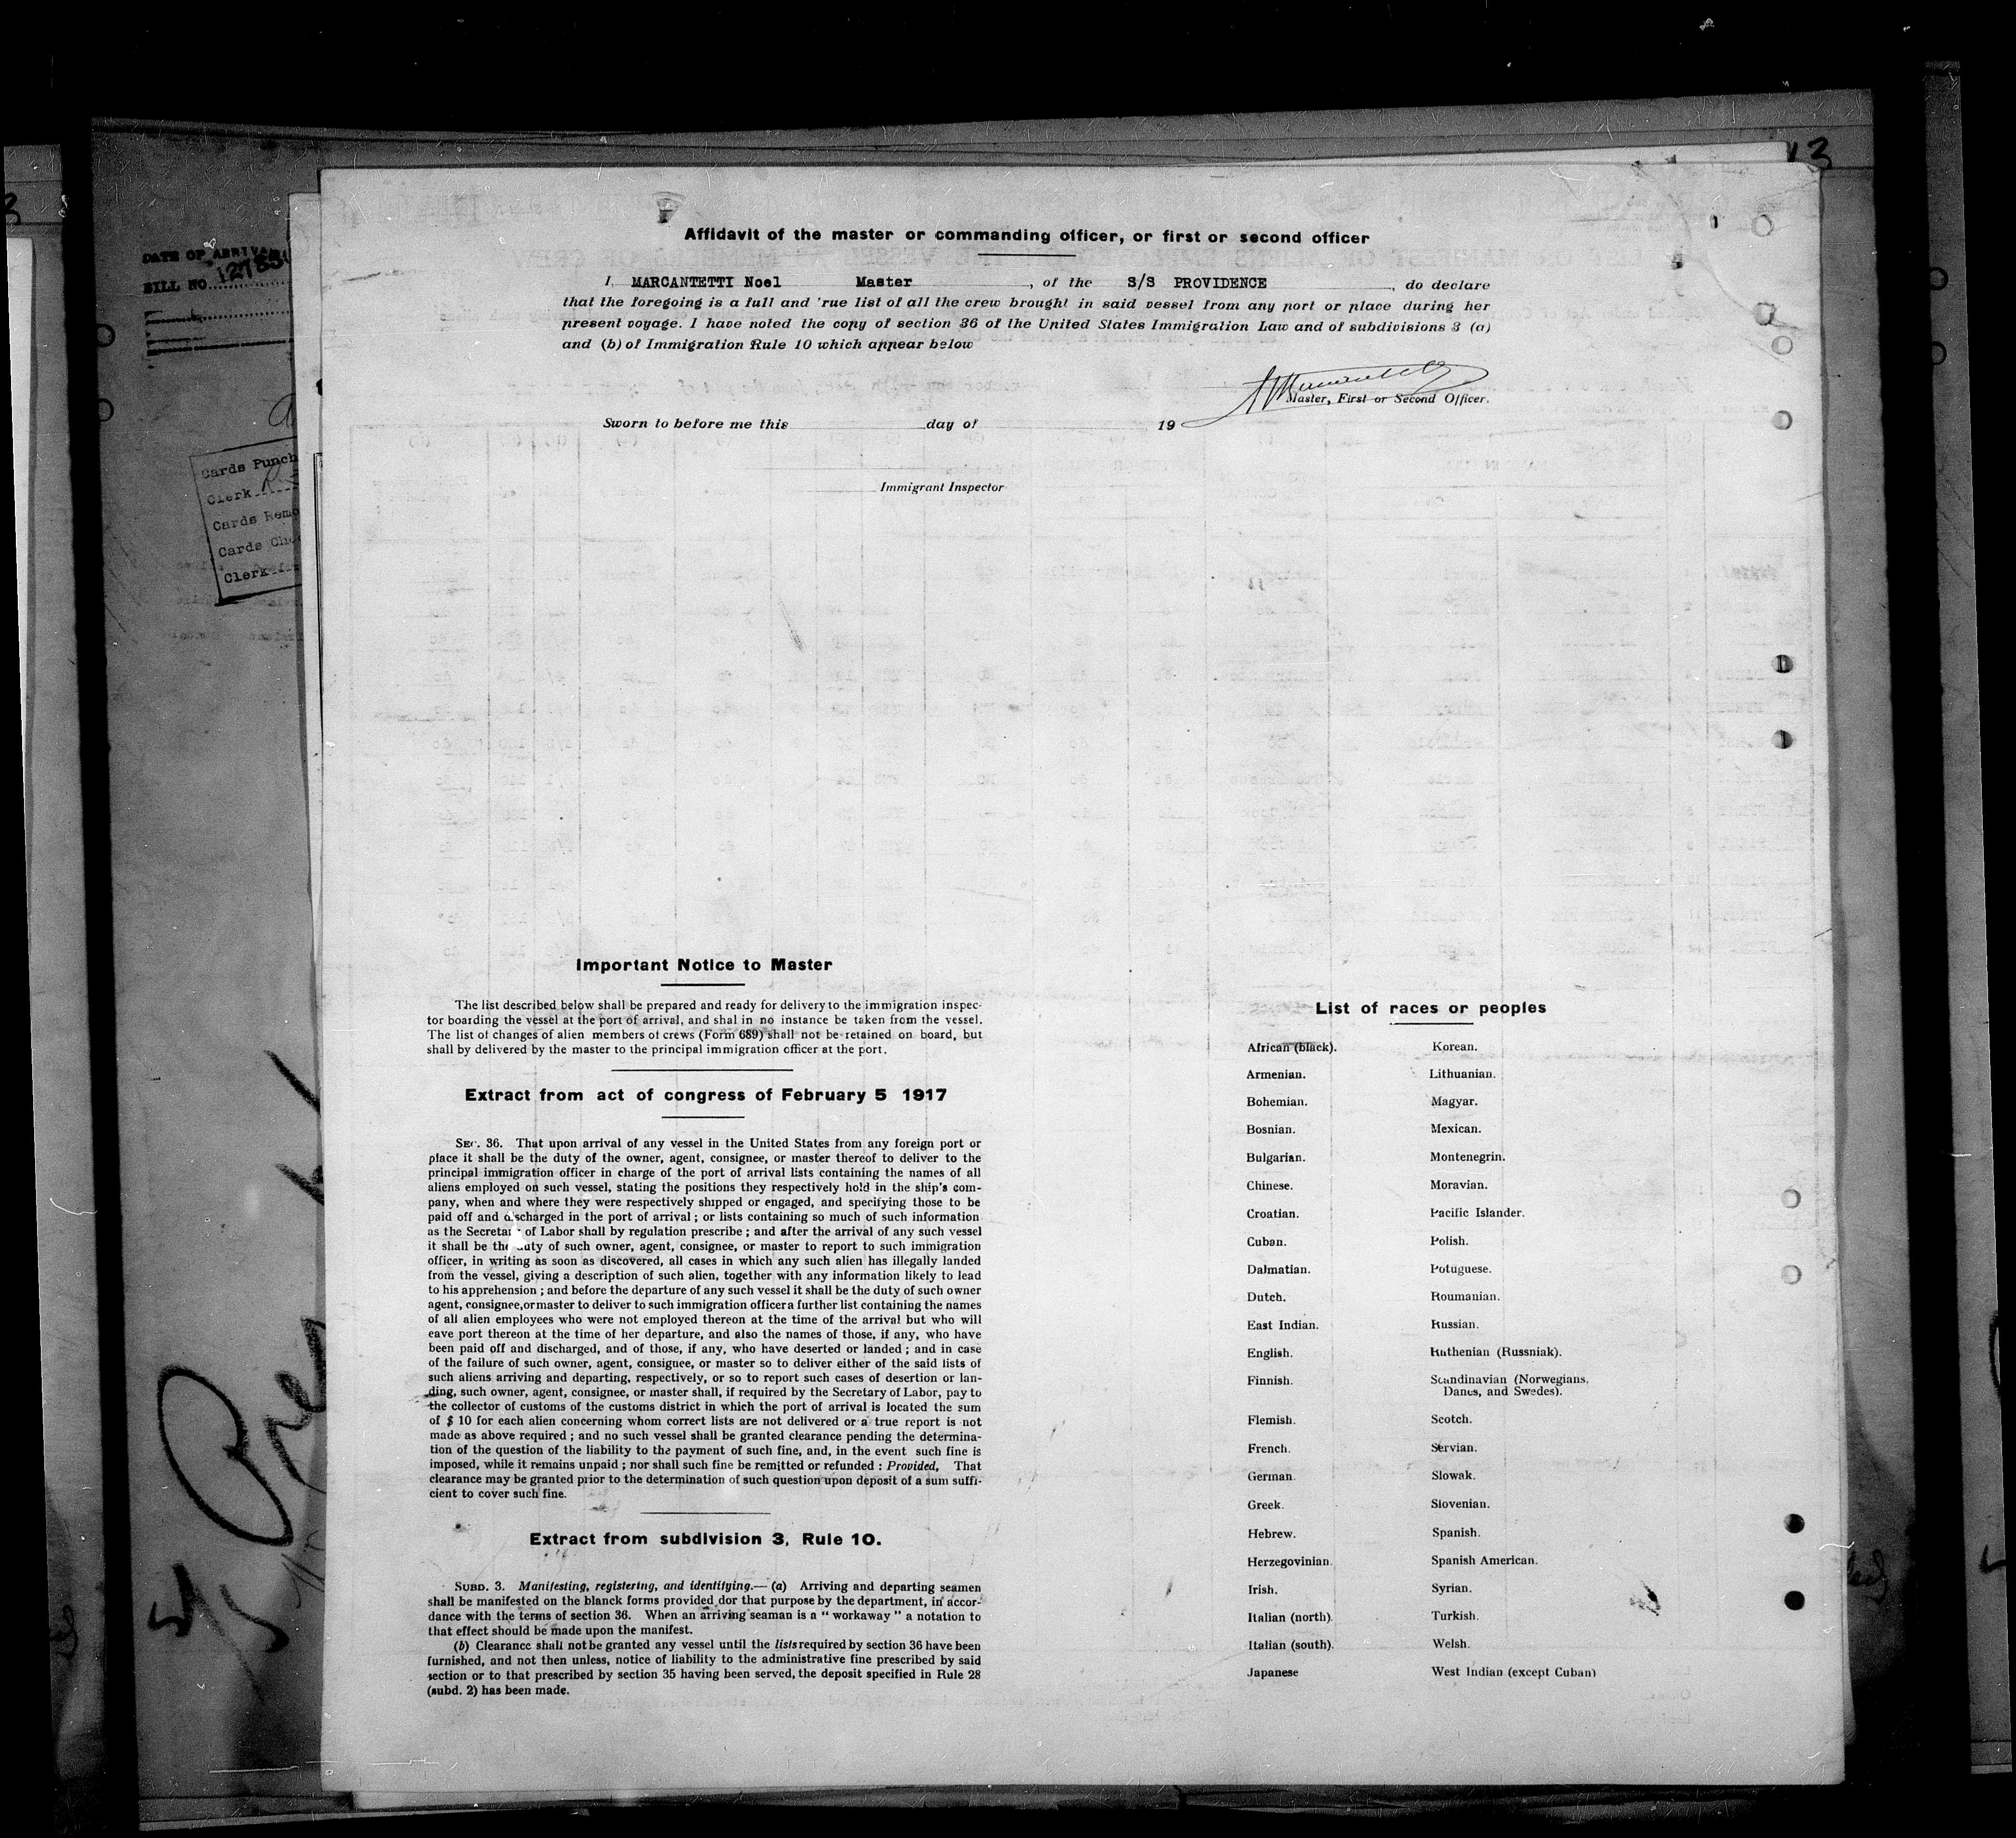 13
DATE OF ARRIVAL
BILL NO.
Cards Punch
Clerk
Cards Remo
Cards Che
Clerk
Affidavit of the master or commanding officer, or first or second officer
I, MARCANTETTI Noel Master , of the S/S PROVIDENCE , do declare
that the foregoing is a full and 'rue list of all the crew brought in said vessel from any port or place during her
present voyage. I have noted the copy of section 36 of the United States Immigration Law and of subdivisions 3 (a)
and (b) of Immigration Rule 10 which appear below
Master, First or Second Officer.
Sworn to before me this day of 19
Immigrant Inspector
Important Notice to Master
The list described below shall be prepared and ready for delivery to the immigration inspec-
tor boarding the vessel at the port of arrival, and shal in no instance be taken from the vessel.
The list of changes of alien members of crews (Form 689) shall not be retained on board, but
shall by delivered by the master to the principal immigration officer at the port.
Extract from act of congress of February 5 1917
SEC. 36. That upon arrival of any vessel in the United States from any foreign port or
place it shall be the duty of the owner, agent, consignee, or master thereof to deliver to the
principal immigration officer in charge of the port of arrival lists containing the names of all
aliens employed on such vessel, stating the positions they respectively hold in the ship's com-
pany, when and where they were respectively shipped or engaged, and specifying those to be
paid off and discharged in the port of arrival ; or lists containing so much of such information
as the Secretary of Labor shall by regulation prescribe ; and after the arrival of any such vessel
it shall be the duty of such owner, agent, consignee, or master to report to such immigration
officer, in writing as soon as discovered, all cases in which any such alien has illegally landed
from the vessel, giving a description of such alien, together with any information likely to lead
to his apprehension ; and before the departure of any such vessel it shall be the duty of such owner
agent, consignee,ormaster to deliver to such immigration officer a further list containing the names
of all alien employees who were not employed thereon at the time of the arrival but who will
eave port thereon at the time of her departure, and also the names of those, if any, who have
been paid off and discharged, and of those, if any, who have deserted or landed ; and in case
of the failure of such owner, agent, consiguee, or master so to deliver either of the said lists of
such aliens arriving and departing, respectively, or so to report such cases of desertion or lan-
ding, such owner, agent, consignee, or master shall, if required by the Secretary of Labor, pay to
the collector of customs of the customs district in which the port of arrival is located the sum
of $ 10 for each alien concerning whom correct lists are not delivered or a true report is not
made as above required ; and no such vessel shall be granted clearance pending the determina-
tion of the question of the liability to the payment of such fine, and, in the event such fine is
imposed, while it remains unpaid ; nor shall such fine be remitted or refunded : Provided, That
clearance may be granted prior to the determination of such question upon deposit of a sum suffi-
cient to cover such fine.
Extract from subdivision 3, Rule 10.
SUBD. 3. Manifesting, registering, and identifying.— (a) Arriving and departing seamen
shall be manifested on the blanck forms provided dor that purpose by the department, in accor-
dance with the terms of section 36. When an arriving seaman is a " workaway " a notation to
that effect should be made upon the manifest.
(b) Clearance shall not be granted any vessel until the lists required by section 36 have been
furnished, and not then unless, notice of liability to the administrative fine prescribed by said
section or to that prescribed by section 35 having been served, the deposit specified in Rule 28
(subd. 2) has been made.
List of races or peoples
African (black). Korean.
Armenian. Lithuanian.
Bohemian. Magyar.
Bosnian. Mexican.
Bulgarian. Montenegrin.
Chinese. Moravian.
Croatian. Pacific Islander.
Cuban. Polish.
Dalmatian. Potuguese.
Dutch. Roumanian.
East Indian. Russian.
English. Ruthenian (Russniak).
Finnish. Scandinavian (Norwegians,
Danes, and Swedes).
Flemish. Scotch.
French. Servian.
German. Slowak.
Greek. Slovenian.
Hebrew. Spanish.
Herzegovinian. Spanish American.
Irish. Syrian.
Italian (north). Turkish.
Italian (south). Welsh.
Japanese West Indian (except Cuban)